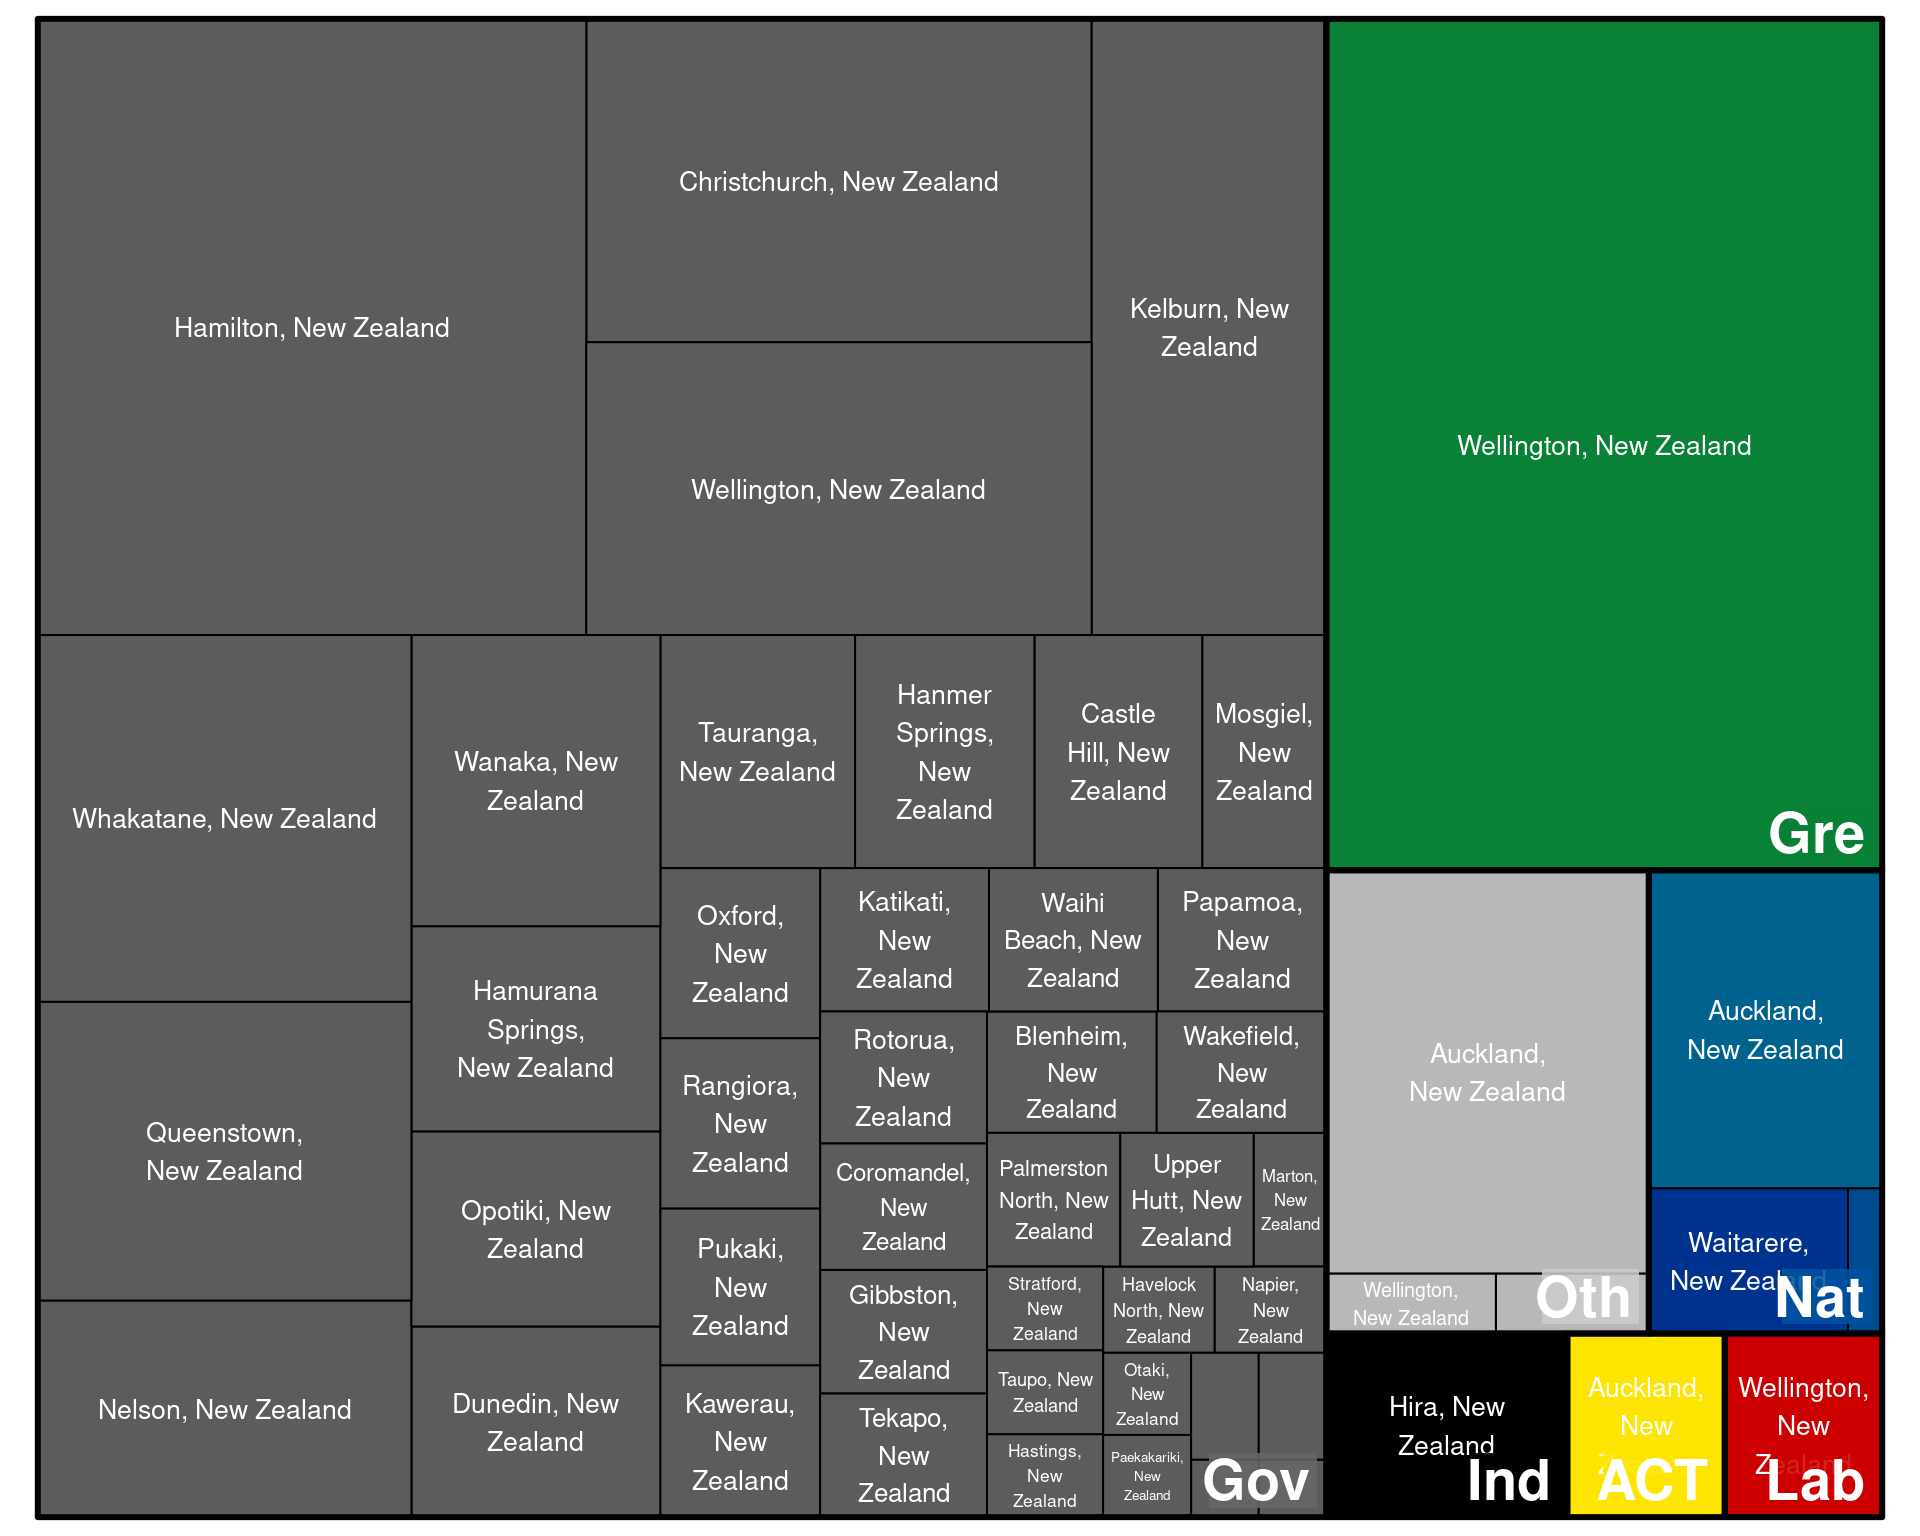 Hamilton, New Zealand
Christchurch, New Zealand
Wellington, New Zealand
Kelburn, New
Zealand
Whakatane, New Zealand
Queenstown,
New Zealand
Nelson, New Zealand
Wanaka, New
Zealand
Hamurana
Springs,
New Zealand
Opotiki, New
Zealand
Dunedin, New
Zealand
Tauranga,
New Zealand
Hanmer
Springs,
New
Zealand
Castle
Hill, New
Zealand
Mosgiel,
New
Zealand
Oxford,
New
Zealand
Rangiora,
New
Zealand
Pukaki,
New
Zealand
Kawerau,
New
Zealand
Katikati,
New
Zealand
Waihi
Beach, New
Zealand
Papamoa,
New
Zealand
Rotorua,
New
Zealand
Coromandel,
New
Zealand
Gibbston,
New
Zealand
Tekapo,
New
Zealand
Blenheim,
New
Zealand
Wakefield,
New
Zealand
Palmerston
North, New
Zealand
Upper
Hutt, New
Zealand
Marton,
New
Zealand
Stratford,
New
Zealand
Taupo, New
Zealand
Hastings,
New
Zealand
Havelock
North, New
Zealand
Napier,
New
Zealand
Otaki,
New
Zealand
Paekakariki,
New
Zealand
Gov
Wellington, New Zealand
Gre
Auckland,
New Zealand
Wellington,
New Zealand
Oth
Auckland,
New Zealand
Waitarere,
New Zealand
Nat
Hira, New
Zealand
Ind
Auckland,
New
ACT
Wellington,
New
Zealand
Lab